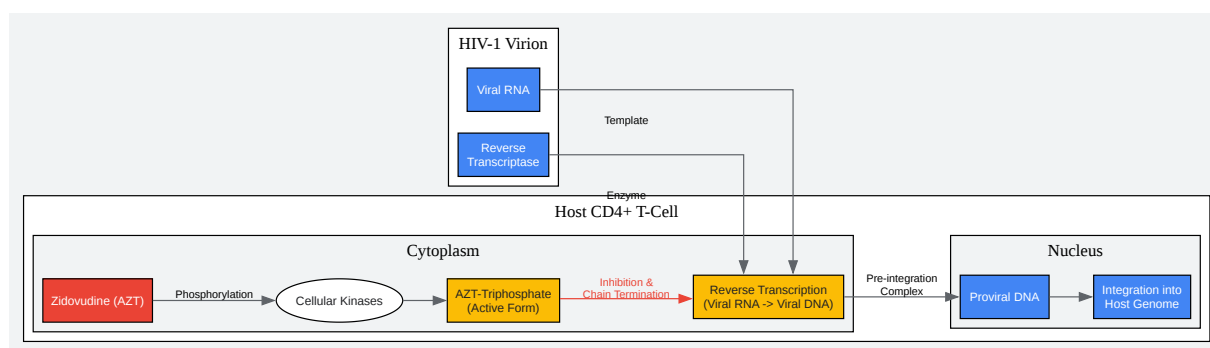 HIV-1 Virion
Viral RNA
Template
Reverse
Transcriptase
Enzyme
Host CD4+ T-Cell
Cytoplasm
Nucleus
Zidovudine (AZT)
Phosphorylation
Cellular Kinases
AZT-Triphosphate
(Active Form)
Inhibition &
Chain Termination
Reverse Transcription
(Viral RNA -> Viral DNA)
Pre-integration
Complex
Proviral DNA
Integration into
Host Genome